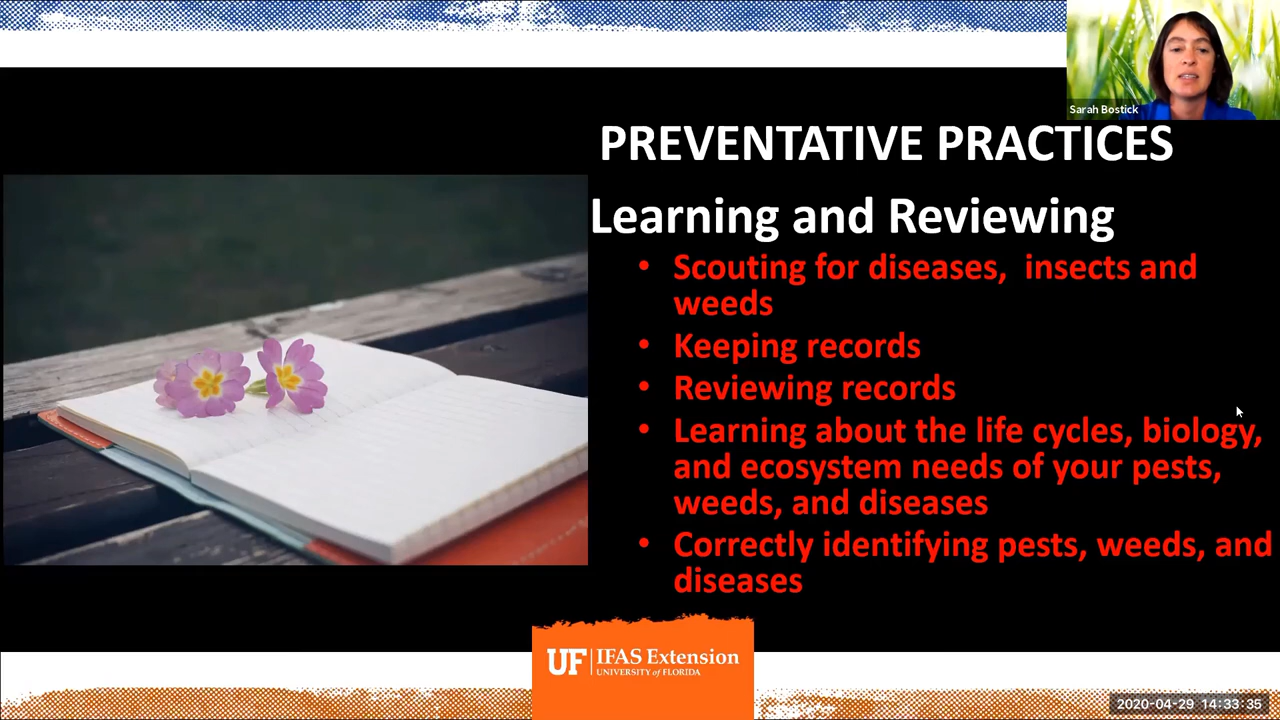 Sarah Bostick
PREVENTATIVE PRACTICES
Learning and Reviewing
• Scouting for diseases,  insects and
weeds
• Keeping records
• Reviewing records
• Learning about the life cycles, biology,
and ecosystem needs of your pests,
weeds, and diseases
• Correctly identifying pests, weeds, and
diseases
UF | IFAS Extension
UNIVERSITY of FLORIDA
2020-04-29 14:33:35